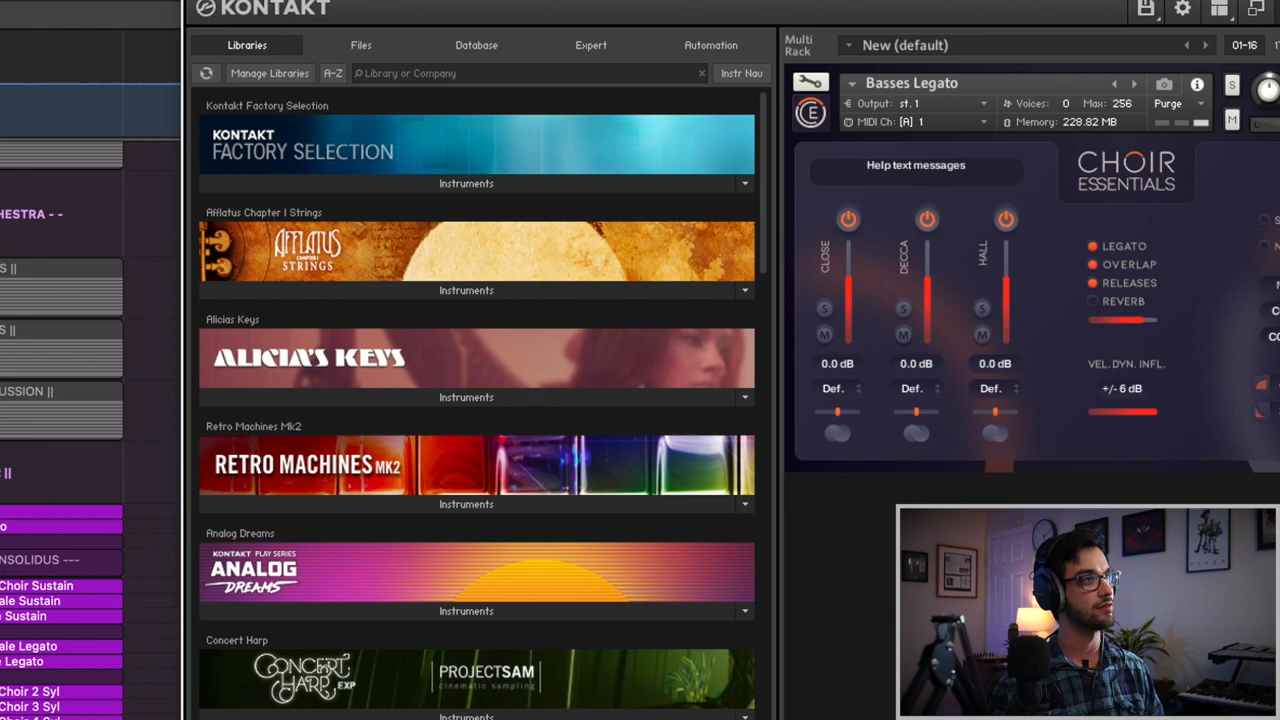 HESTRA - -
S ||
S ||
USSION ||
||
o
NSOLIDUS ---
Choir Sustain
ale Sustain
e Sustain
ale Legato
e Legato
Choir 2 Syl
Choir 3 Syl
KONTAKT
Libraries Files Database Expert Automation
Manage Libraries A-Z Library or Company × Instr Nav
Kontakt Factory Selection
KONTAKT
FACTORY SELECTION
Instruments
Afflatus Chapter I Strings
AFFLATUS
CHAPTER I
STRINGS
Instruments
Alicias Keys
ALICIA'S KEYS
Instruments
Retro Machines Mk2
RETRO MACHINES MK2
Instruments
Analog Dreams
KONTAKT PLAY SERIES
ANALOG
DREAMS
Instruments
Concert Harp
CONCERT
HARP EXP
PROJECTSAM
cinematic sampling
Instruments
Multi
Rack
New (default)
01-16
Basses Legato
Output: st. 1 Voices: 0 Max: 256 Purge
MIDI Ch: [A] 1 Memory: 228.82 MB
S
M
L
E
Help text messages
CHOIR
ESSENTIALS
CLOSE DECCA HALL
S S S
M M M
0.0 dB 0.0 dB 0.0 dB
Def. Def. Def.
LEGATO
OVERLAP
RELEASES
REVERB
VEL. DYN. INFL.
+/- 6 dB